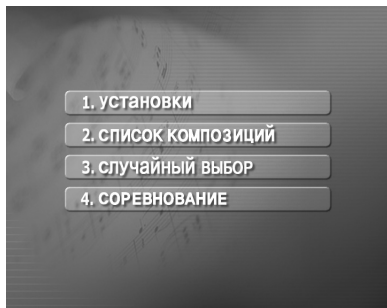 1. УСТАНОВКИ
2. СПИСОК КОМПОЗИЦИЙ
3. СЛУЧАЙНЫЙ ВЫБОР
4. СОРЕВНОВАНИЕ